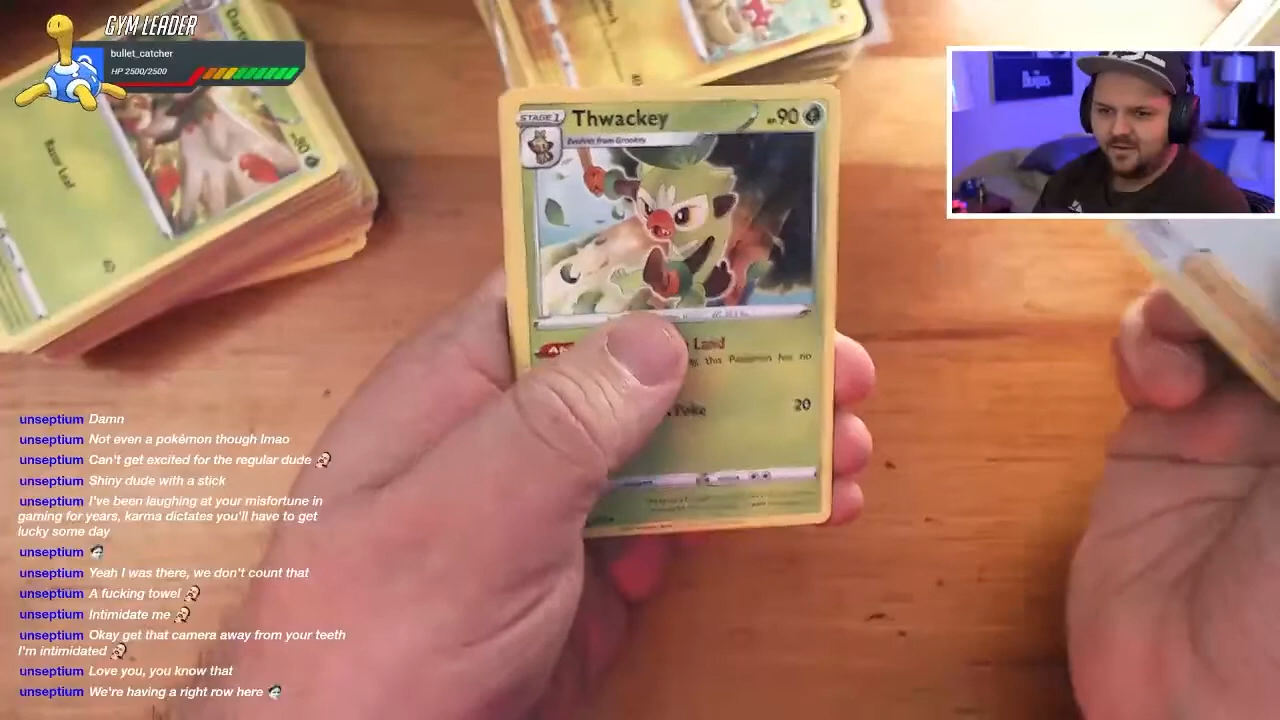 GYM LEADER
bullet_catcher
HP 2500/2500
STAGE 1 Thwackey HP 90
Evolves from Grookey
Land
this Pokémon has no
Poke 20
Razor Leaf
90
unseptium Damn
unseptium Not even a pokémon though lmao
unseptium Can't get excited for the regular dude
unseptium Shiny dude with a stick
unseptium I've been laughing at your misfortune in
gaming for years, karma dictates you'll have to get
lucky some day
unseptium
unseptium Yeah I was there, we don't count that
unseptium A fucking towel
unseptium Intimidate me
unseptium Okay get that camera away from your teeth
I'm intimidated
unseptium Love you, you know that
unseptium We're having a right row here